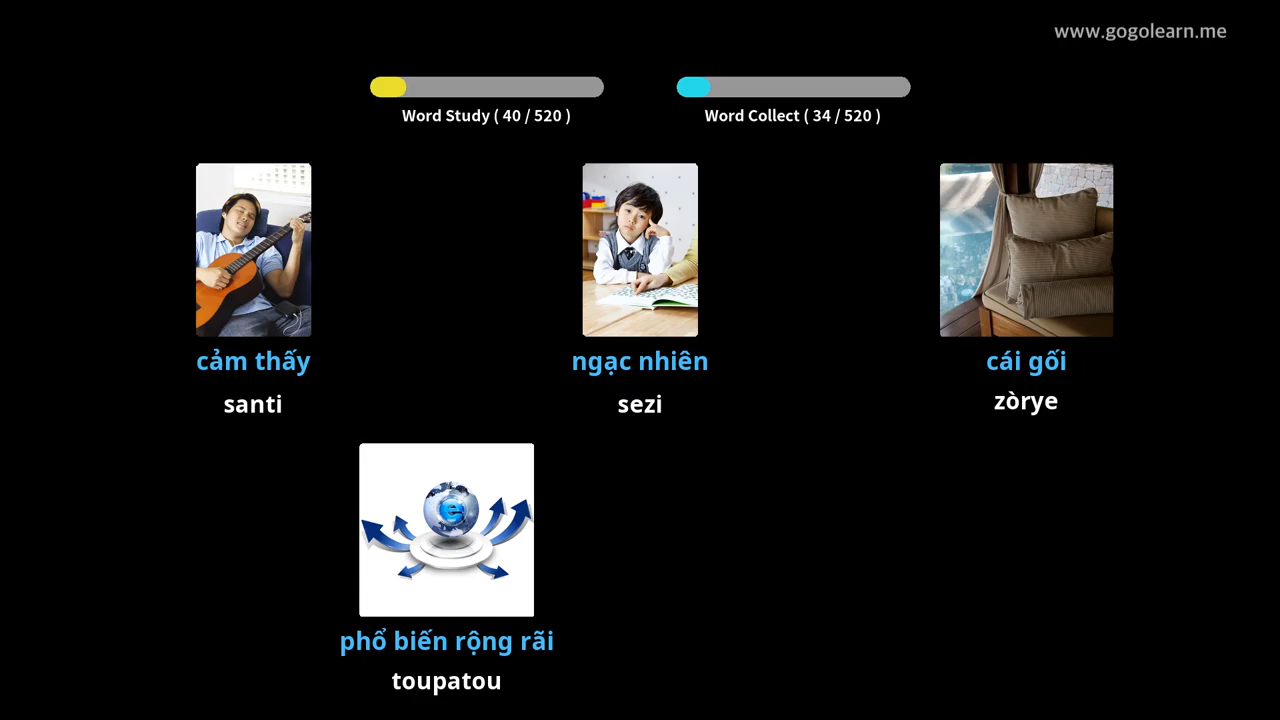 www.gogolearn.me
Word Study ( 40 / 520 )
Word Collect ( 34 / 520 )
cảm thấy
santi
ngạc nhiên
sezi
cái gối
zòrye
e
phổ biến rộng rãi
toupatou